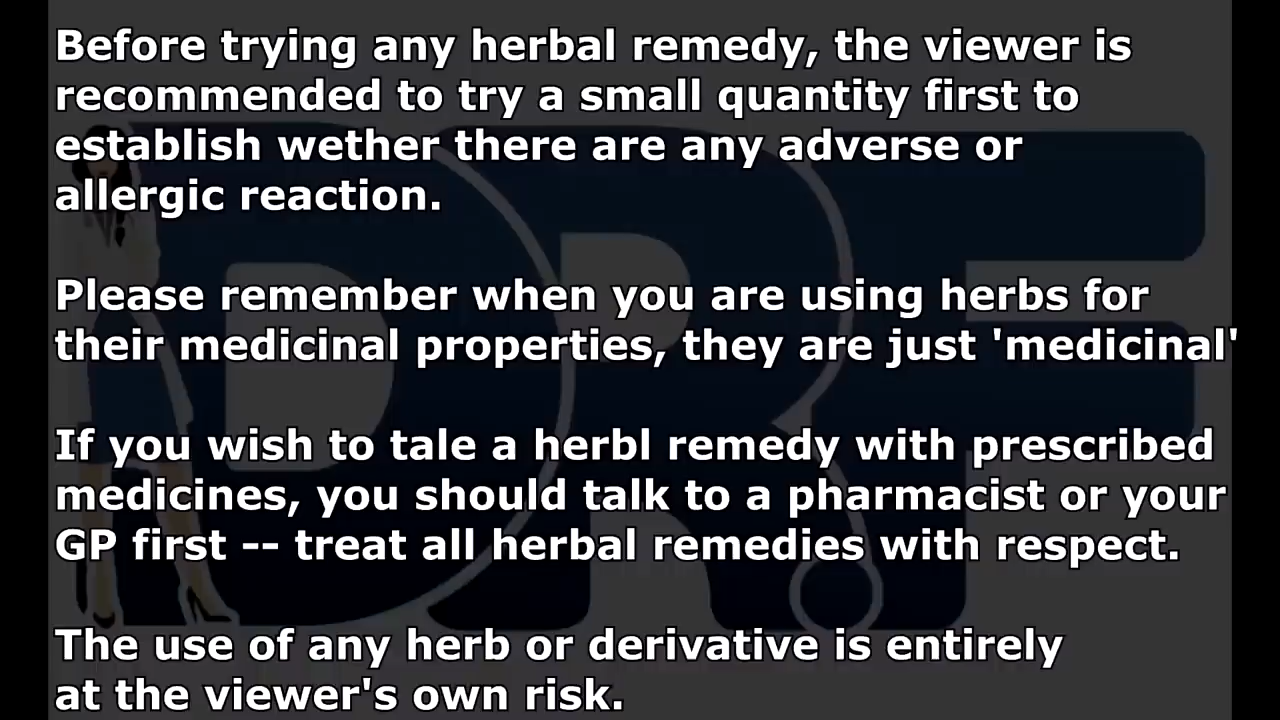 Before trying any herbal remedy, the viewer is
recommended to try a small quantity first to
establish wether there are any adverse or
allergic reaction.
Please remember when you are using herbs for
their medicinal properties, they are just 'medicinal'
If you wish to tale a herbl remedy with prescribed
medicines, you should talk to a pharmacist or your
GP first -- treat all herbal remedies with respect.
The use of any herb or derivative is entirely
at the viewer's own risk.
DRF